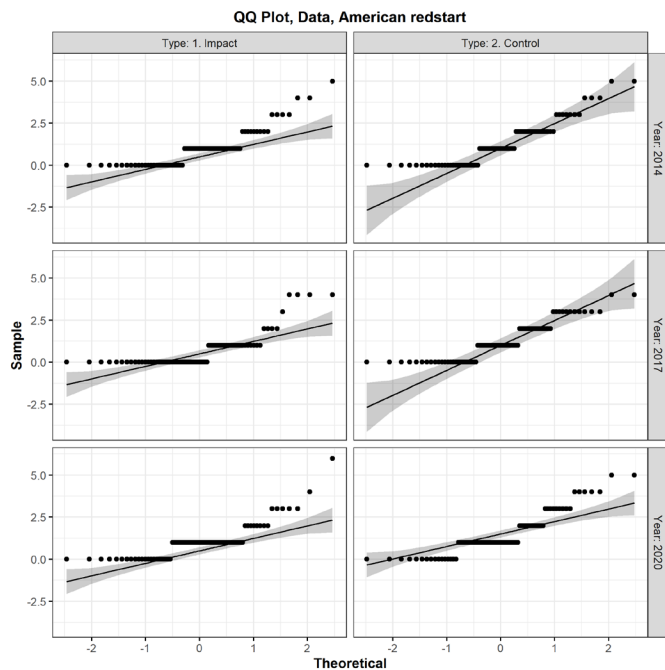 QQ Plot, Data, American redstart
Type: 1. Impact
Type: 2. Control
5.0
2.5
0.0
-2.5
Year: 2014
5.0
2.5
0.0
-2.5
Year: 2017
5.0
2.5
0.0
-2.5
Year: 2020
Sample
-2 -1 0 1 2
-2 -1 0 1 2
Theoretical